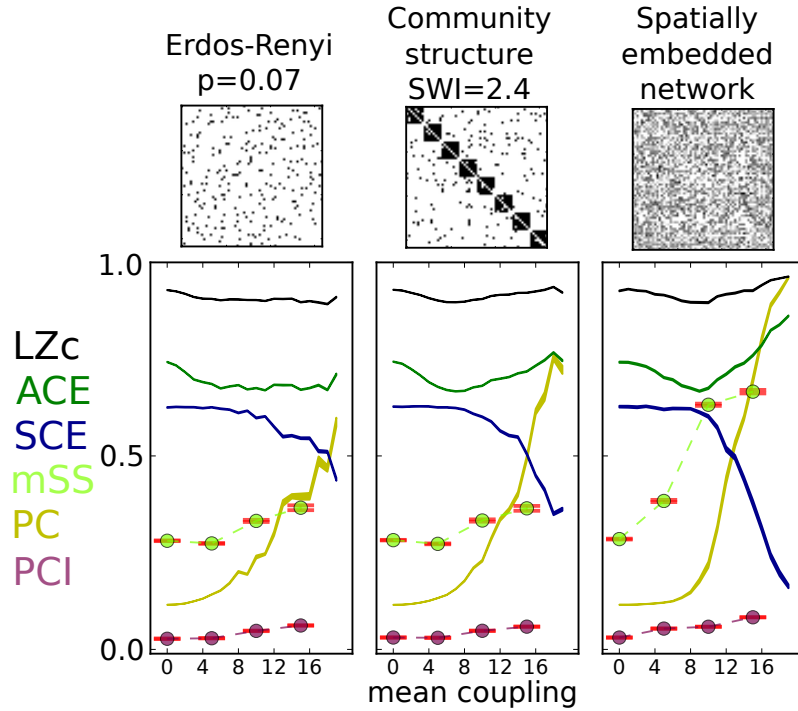 Erdos-Renyi
p=0.07
Community
structure
SWI=2.4
Spatially
embedded
network
1.0
0.5
0.0
LZc
ACE
SCE
mSS
PC
PCI
0 4 8 12 16
0 4 8 12 16
0 4 8 12 16
mean coupling